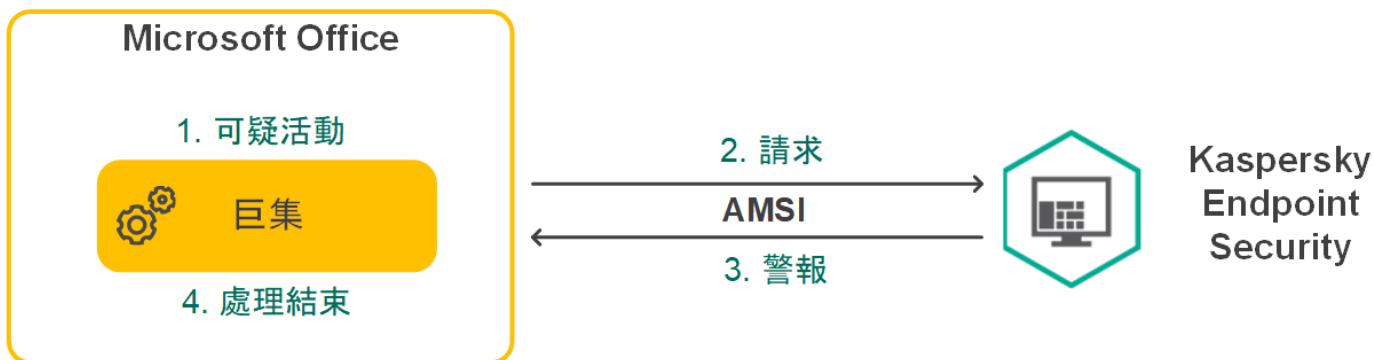 Microsoft Office
1. 可疑活動
巨集
4. 處理結束
2. 請求
AMSI
3. 警報
Kaspersky
Endpoint
Security